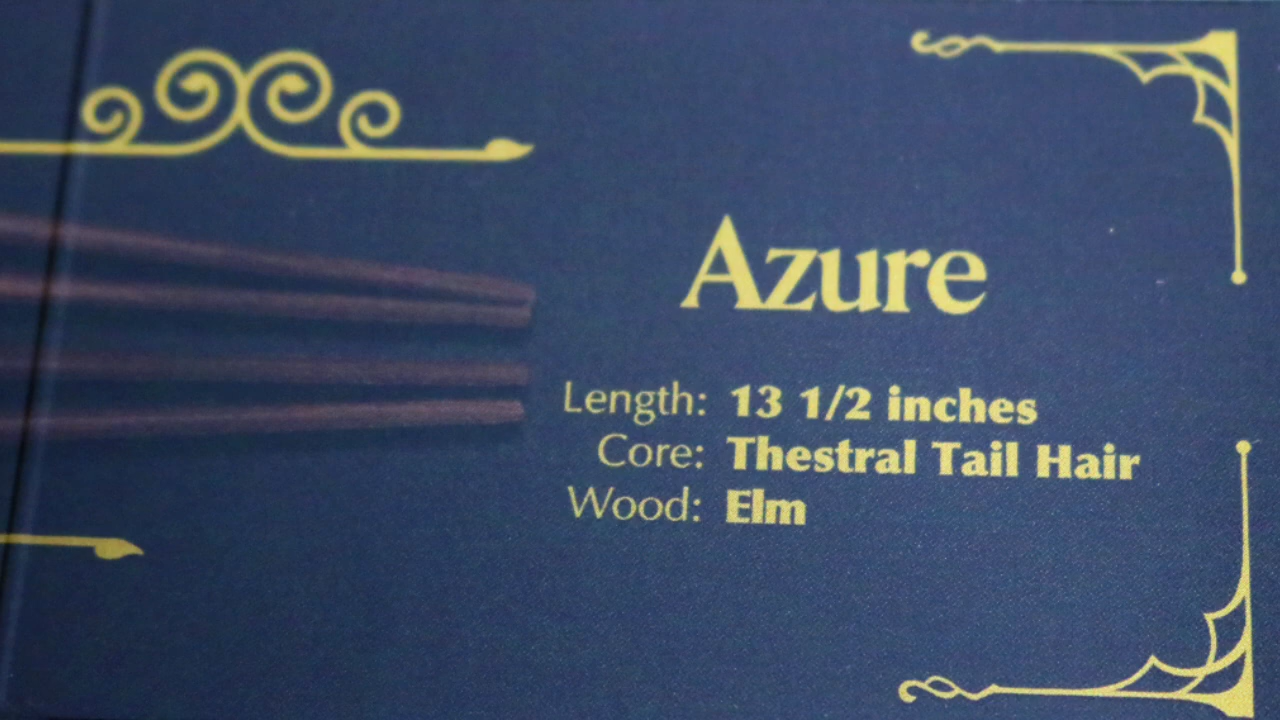 Azure
Length: 13 1/2 inches
Core: Thestral Tail Hair
Wood: Elm